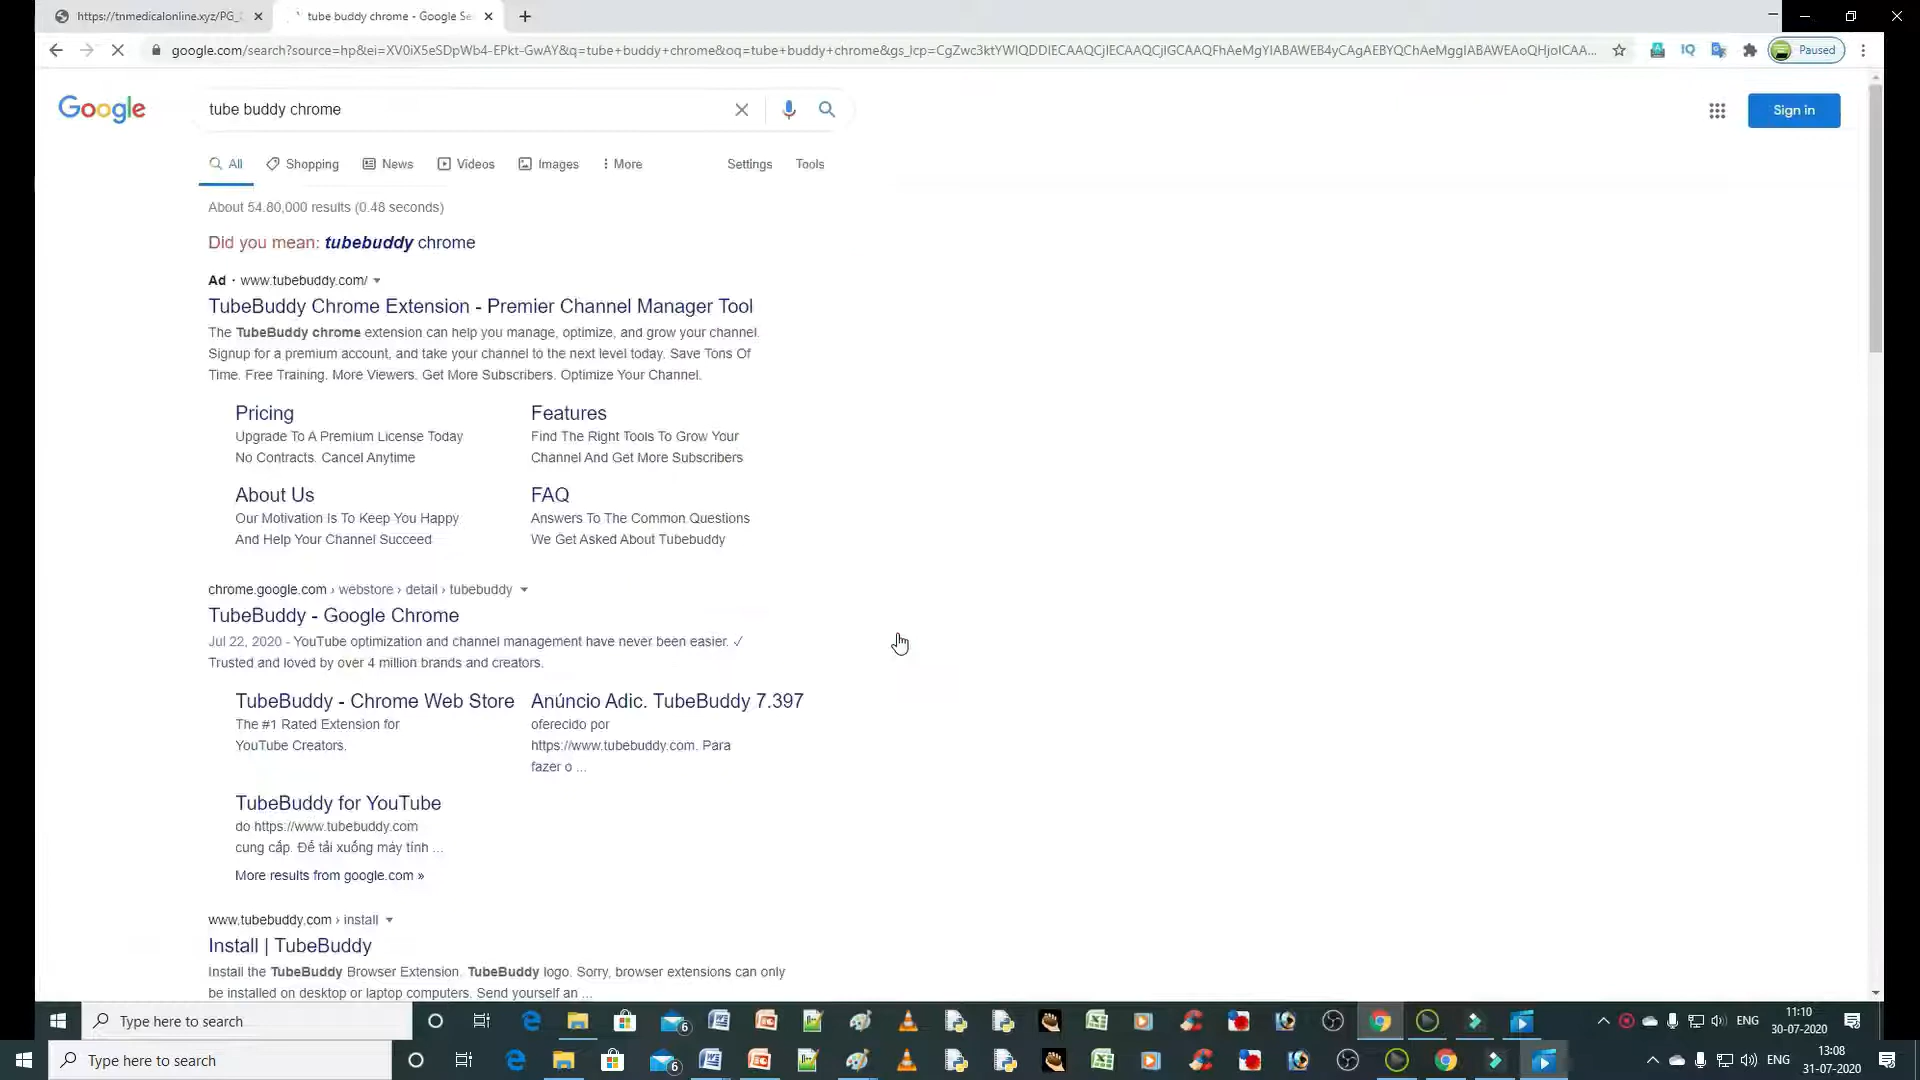 https://tnmedicalonline.xyz/PG_
tube buddy chrome - Google Se
google.com/search?source=hp&ei=XV0iX5eSDpWb4-EPkt-GwAY&q=tube+buddy+chrome&oq=tube+buddy+chrome&gs_lcp=CgZwc3ktYWIQDDIECAAQCjIECAAQCjIGCAAQFhAeMgYIABAWEB4yCAgAEBYQChAeMggIABAWEAoQHjoICAA...
IQ
Paused
Google
tube buddy chrome
Sign in
All
Shopping
News
Videos
Images
More
Settings
Tools
About 54,80,000 results (0.48 seconds)
Did you mean: tubebuddy chrome
Ad · www.tubebuddy.com/
TubeBuddy Chrome Extension - Premier Channel Manager Tool
The TubeBuddy chrome extension can help you manage, optimize, and grow your channel.
Signup for a premium account, and take your channel to the next level today. Save Tons Of
Time. Free Training. More Viewers. Get More Subscribers. Optimize Your Channel.
Pricing
Upgrade To A Premium License Today
No Contracts. Cancel Anytime
Features
Find The Right Tools To Grow Your
Channel And Get More Subscribers
About Us
Our Motivation Is To Keep You Happy
And Help Your Channel Succeed
FAQ
Answers To The Common Questions
We Get Asked About Tubebuddy
chrome.google.com › webstore › detail › tubebuddy
TubeBuddy - Google Chrome
Jul 22, 2020 - YouTube optimization and channel management have never been easier. ✓
Trusted and loved by over 4 million brands and creators.
TubeBuddy - Chrome Web Store
The #1 Rated Extension for
YouTube Creators.
Anúncio Adic. TubeBuddy 7.397
oferecido por
https://www.tubebuddy.com. Para
fazer o ...
TubeBuddy for YouTube
do https://www.tubebuddy.com
cung cấp. Để tải xuống máy tính ...
More results from google.com »
www.tubebuddy.com › install
Install | TubeBuddy
Install the TubeBuddy Browser Extension. TubeBuddy logo. Sorry, browser extensions can only
be installed on desktop or laptop computers. Send yourself an ...
Type here to search
6
ENG
11:10
30-07-2020
Type here to search
6
ENG
13:08
31-07-2020